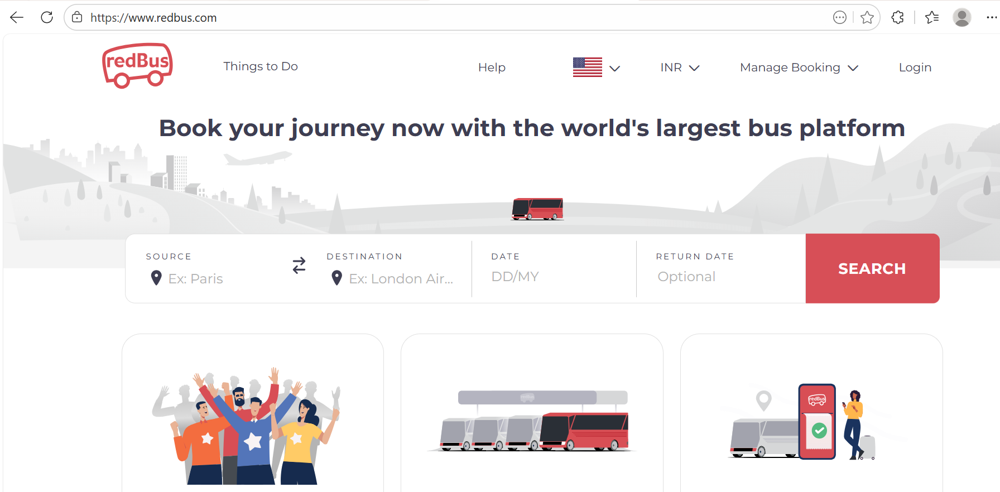 https://www.redbus.com
redBus
Things to Do
Help
INR
Manage Booking
Login
Book your journey now with the world's largest bus platform
SOURCE
Ex: Paris
DESTINATION
Ex: London Air...
DATE
DD/MY
RETURN DATE
Optional
SEARCH
redBus
redBus